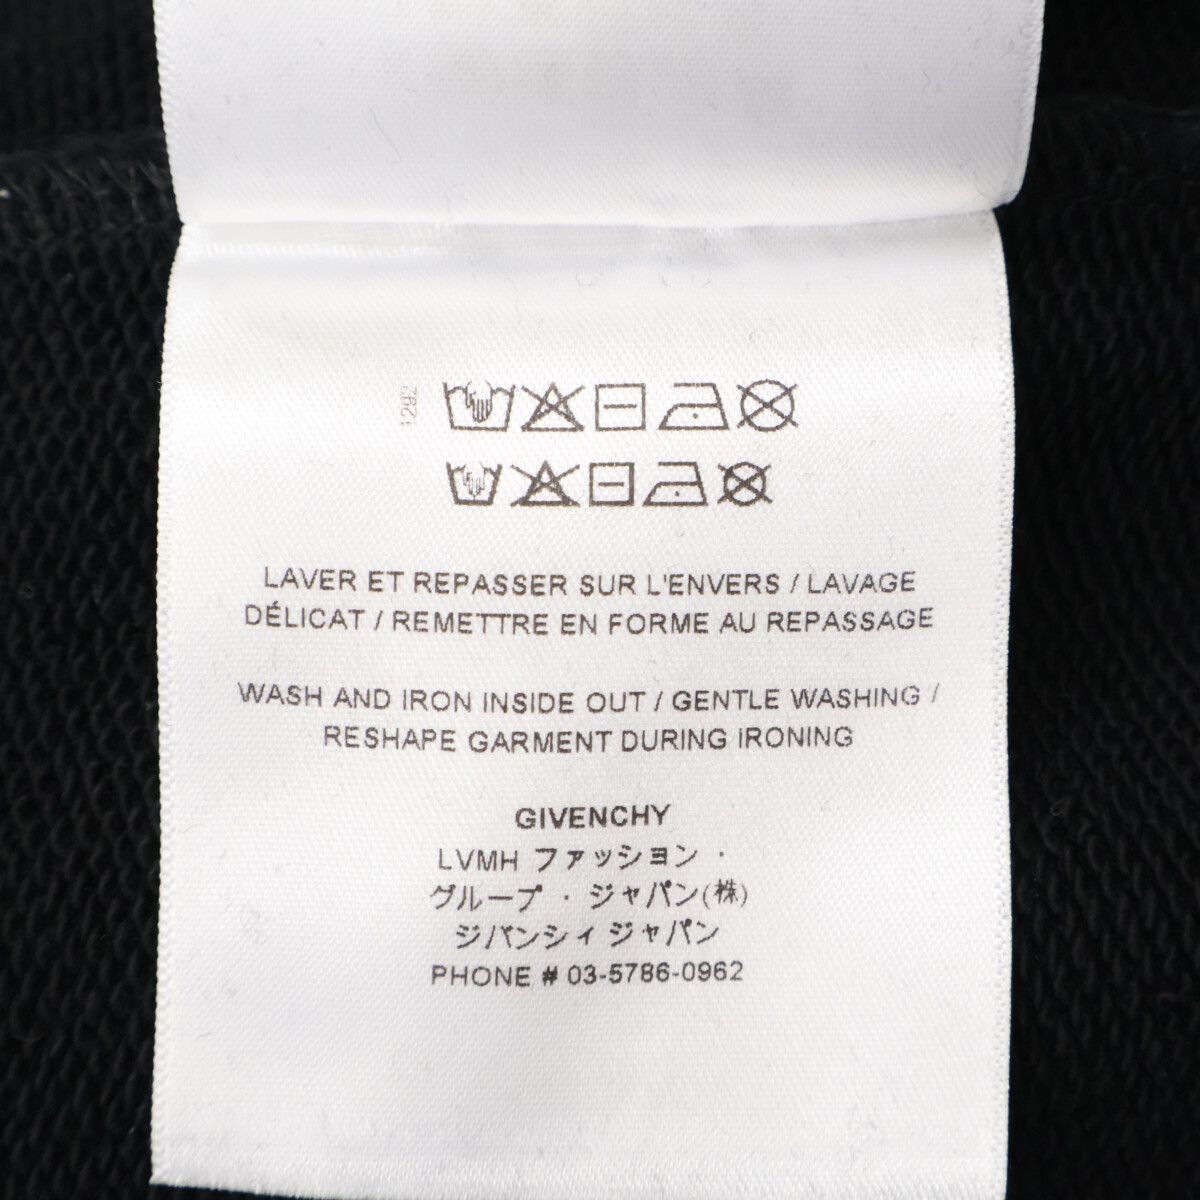 1292
LAVER ET REPASSER SUR L'ENVERS / LAVAGE
DÉLICAT / REMETTRE EN FORME AU REPASSAGE
WASH AND IRON INSIDE OUT / GENTLE WASHING /
RESHAPE GARMENT DURING IRONING
GIVENCHY
LVMH ファッション ・
グループ ・ ジャパン(株)
ジバンシィ ジャパン
PHONE # 03-5786-0962